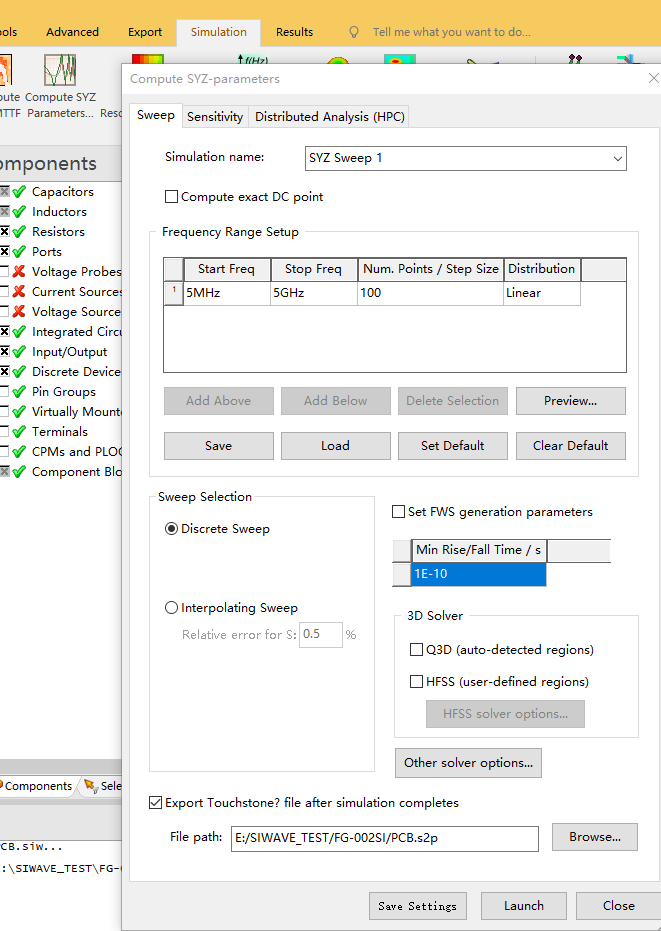 ols Advanced Export Simulation Results Tell me what you want to do...
f(Hz)
ute Compute SYZ
MTTF Parameters... Reso
Compute SYZ-parameters
Sweep Sensitivity Distributed Analysis (HPC)
omponents
Capacitors
Inductors
Resistors
Ports
Voltage Probes
Current Sources
Voltage Source
Integrated Circu
Input/Output
Discrete Device
Pin Groups
Virtually Mounte
Terminals
CPMs and PLOC
Component Blo
Components Sele
PCB.siw...
:\SIWAVE_TEST\FG-0
Simulation name: SYZ Sweep 1
Compute exact DC point
Frequency Range Setup
Start Freq Stop Freq Num. Points / Step Size Distribution
1 5MHz 5GHz 100 Linear
Add Above Add Below Delete Selection Preview...
Save Load Set Default Clear Default
Sweep Selection
Discrete Sweep
Interpolating Sweep
Relative error for S: 0.5 %
Set FWS generation parameters
Min Rise/Fall Time / s
1E-10
3D Solver
Q3D (auto-detected regions)
HFSS (user-defined regions)
HFSS solver options...
Other solver options...
Export Touchstone? file after simulation completes
File path: E:/SIWAVE_TEST/FG-002SI/PCB.s2p Browse...
Save Settings Launch Close